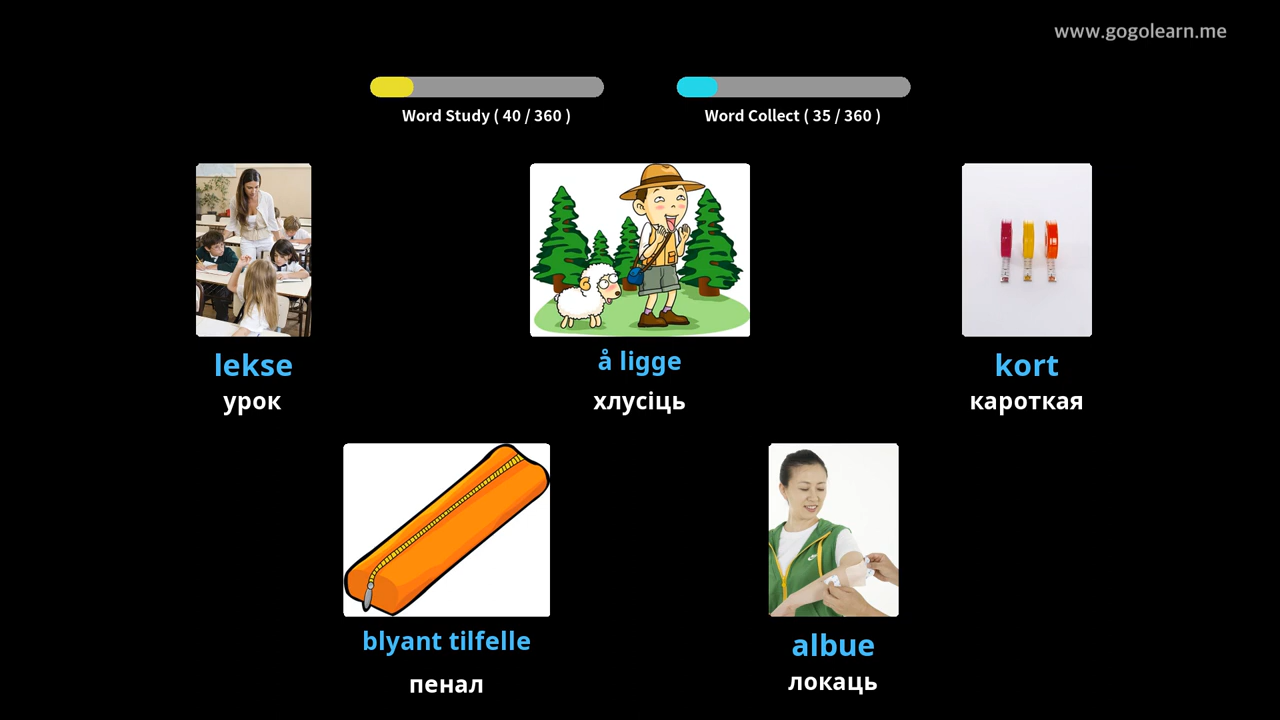 www.gogolearn.me
Word Study ( 40 / 360 )
Word Collect ( 35 / 360 )
lekse
урок
å ligge
хлусіць
kort
кароткая
blyant tilfelle
пенал
albue
локаць